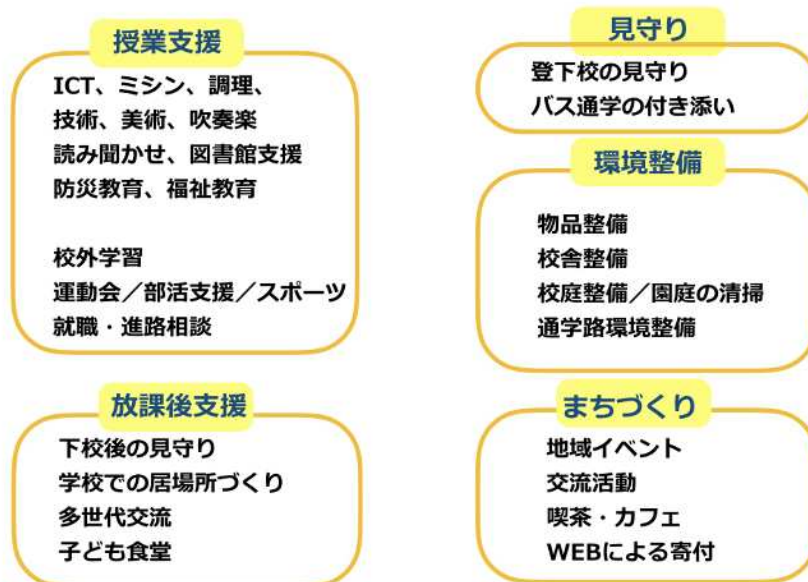 授業支援
ICT、ミシン、調理、
技術、美術、吹奏楽
読み聞かせ、図書館支援
防災教育、福祉教育
校外学習
運動会／部活支援／スポーツ
就職・進路相談
放課後支援
下校後の見守り
学校での居場所づくり
多世代交流
子ども食堂
見守り
登下校の見守り
バス通学の付き添い
環境整備
物品整備
校舎整備
校庭整備／園庭の清掃
通学路環境整備
まちづくり
地域イベント
交流活動
喫茶・カフェ
WEBによる寄付